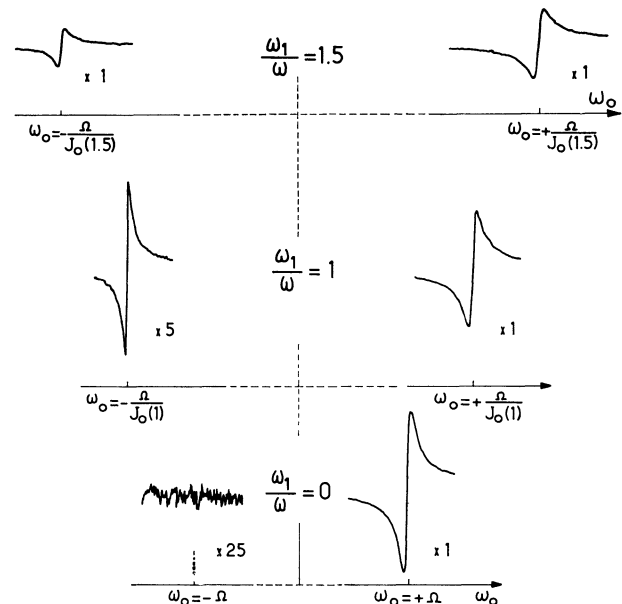 x 1
ω₁/ω = 1.5
x 1
ω₀
ω₀=-Ω/J₀(1.5)
ω₀=+Ω/J₀(1.5)
ω₁/ω = 1
x 5
x 1
ω₀=-Ω/J₀(1)
ω₀=+Ω/J₀(1)
ω₁/ω = 0
x 25
x 1
ω₀=-Ω
ω₀=+Ω
ω₀